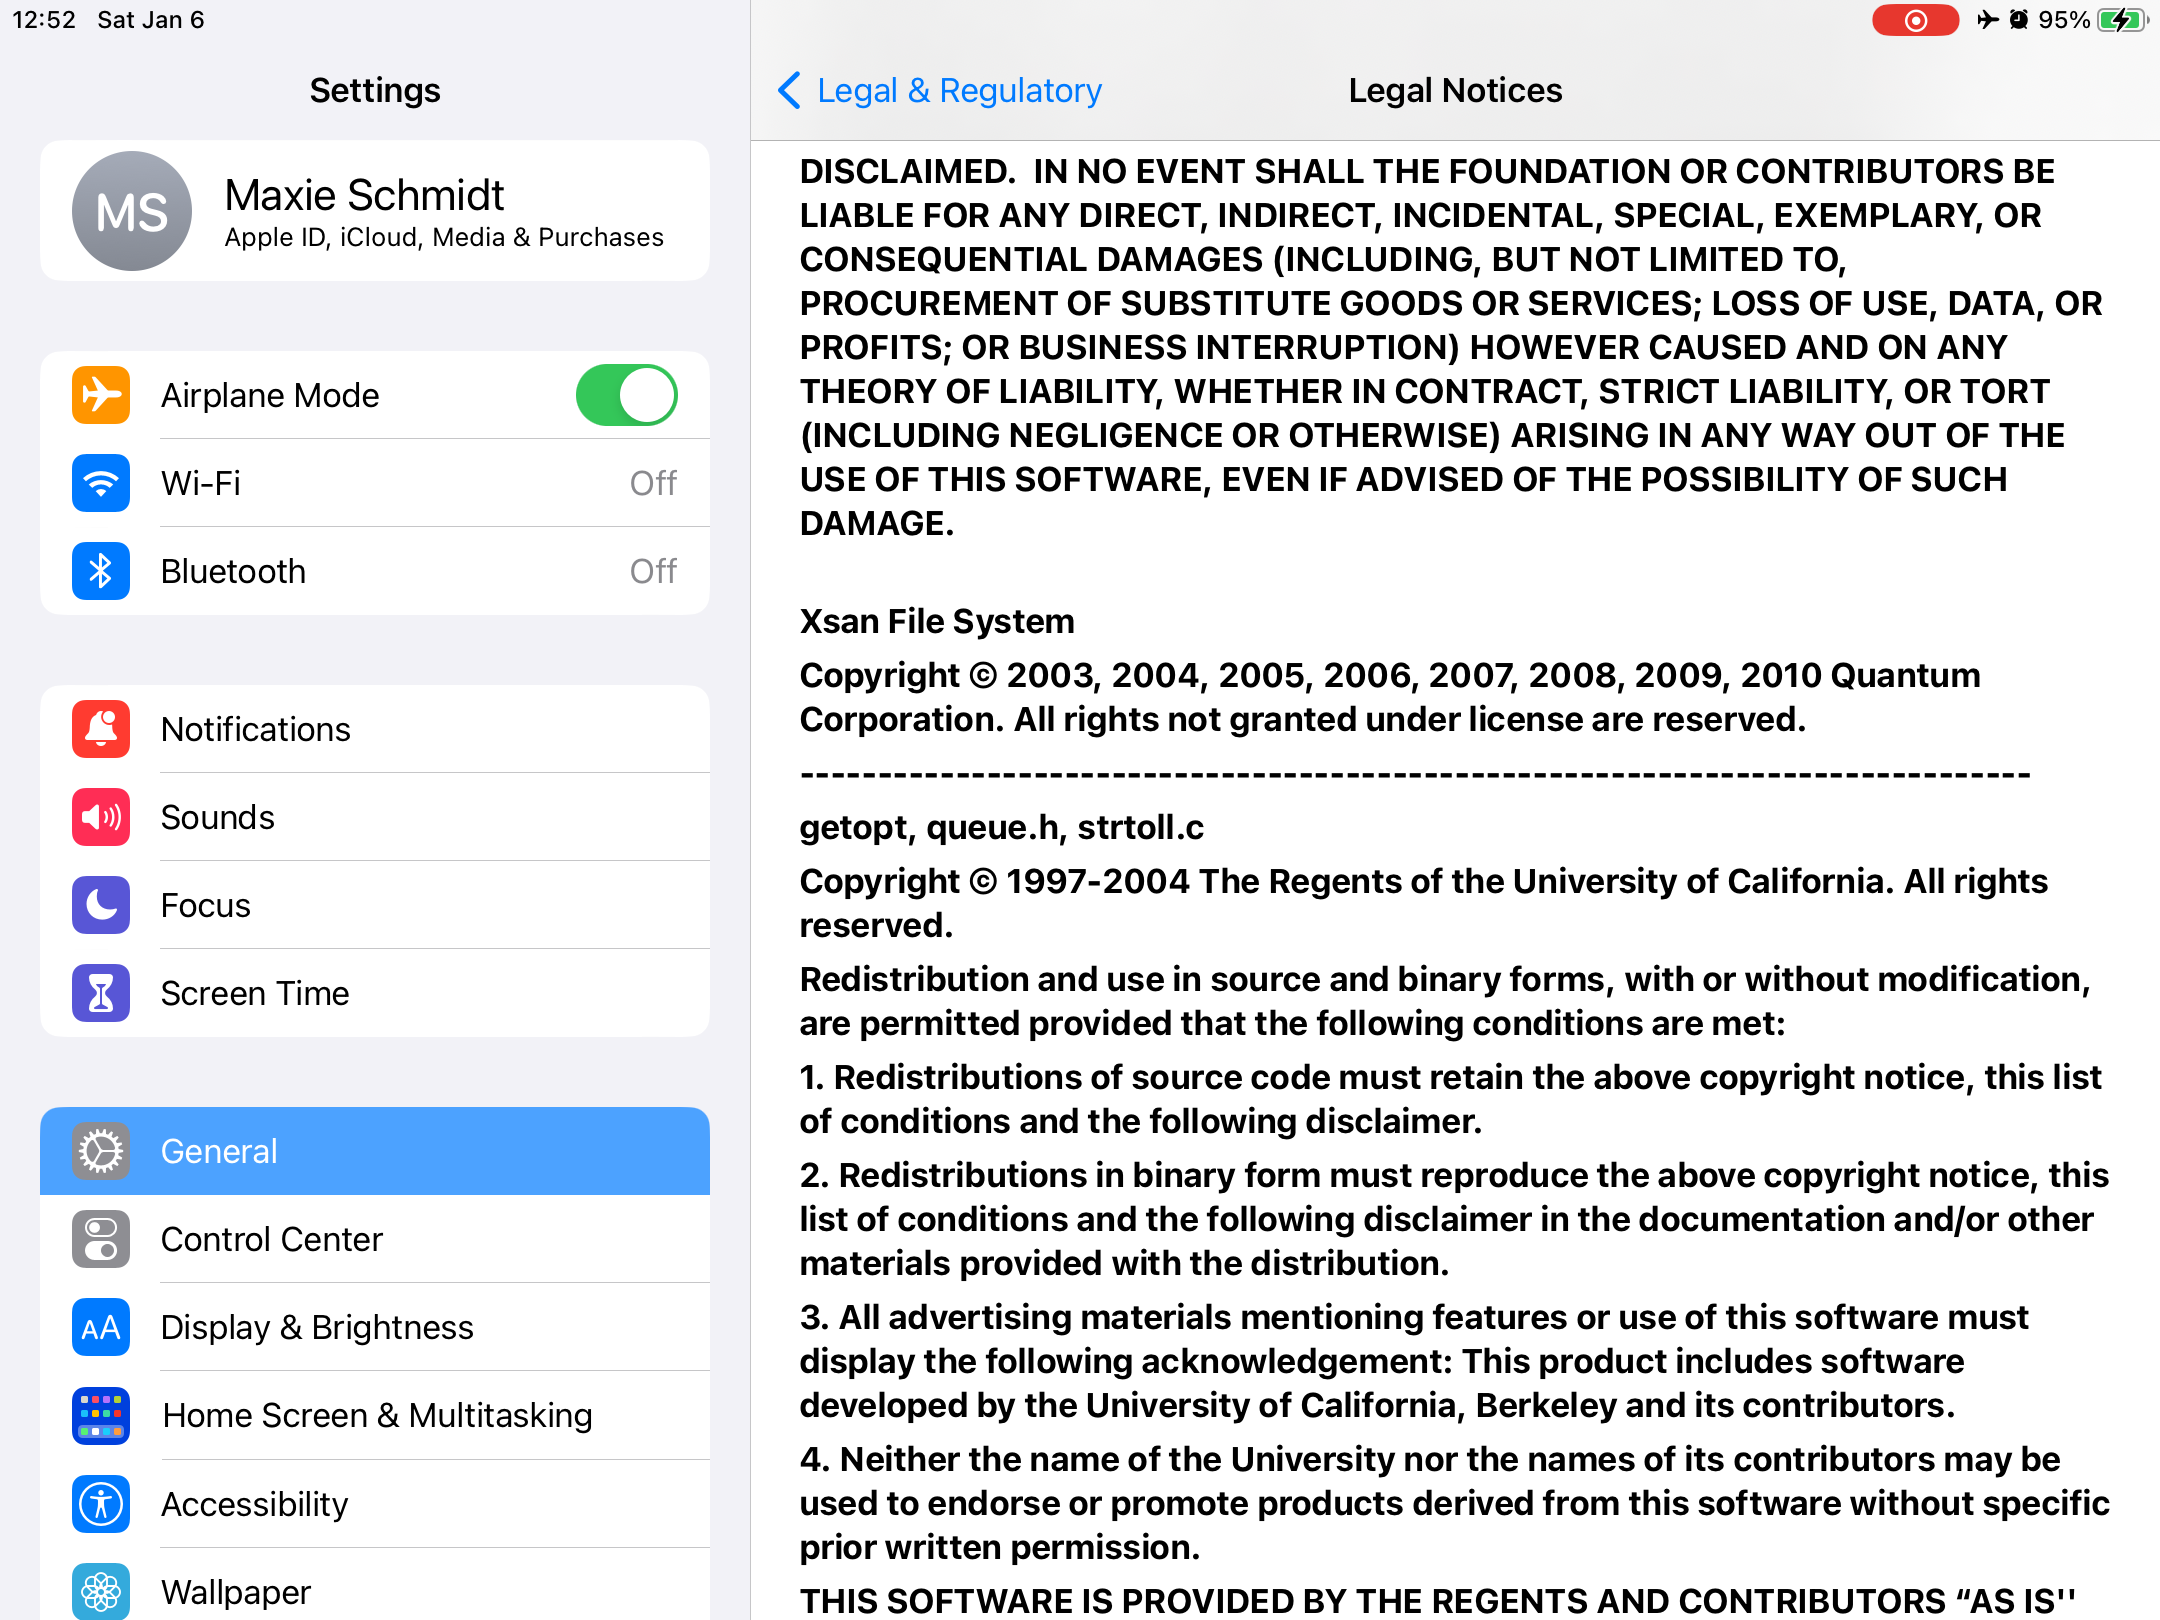 12:52 Sat Jan 6
95%
Settings
MS
Maxie Schmidt
Apple ID, iCloud, Media & Purchases
Airplane Mode
Wi-Fi Off
Bluetooth Off
Notifications
Sounds
Focus
Screen Time
General
Control Center
AA Display & Brightness
Home Screen & Multitasking
Accessibility
Wallpaper
Legal & Regulatory
Legal Notices
DISCLAIMED.  IN NO EVENT SHALL THE FOUNDATION OR CONTRIBUTORS BE
LIABLE FOR ANY DIRECT, INDIRECT, INCIDENTAL, SPECIAL, EXEMPLARY, OR
CONSEQUENTIAL DAMAGES (INCLUDING, BUT NOT LIMITED TO,
PROCUREMENT OF SUBSTITUTE GOODS OR SERVICES; LOSS OF USE, DATA, OR
PROFITS; OR BUSINESS INTERRUPTION) HOWEVER CAUSED AND ON ANY
THEORY OF LIABILITY, WHETHER IN CONTRACT, STRICT LIABILITY, OR TORT
(INCLUDING NEGLIGENCE OR OTHERWISE) ARISING IN ANY WAY OUT OF THE
USE OF THIS SOFTWARE, EVEN IF ADVISED OF THE POSSIBILITY OF SUCH
DAMAGE.
Xsan File System
Copyright © 2003, 2004, 2005, 2006, 2007, 2008, 2009, 2010 Quantum
Corporation. All rights not granted under license are reserved.
-------------------------------------------------------------------------------
getopt, queue.h, strtoll.c
Copyright © 1997-2004 The Regents of the University of California. All rights
reserved.
Redistribution and use in source and binary forms, with or without modification,
are permitted provided that the following conditions are met:
1. Redistributions of source code must retain the above copyright notice, this list
of conditions and the following disclaimer.
2. Redistributions in binary form must reproduce the above copyright notice, this
list of conditions and the following disclaimer in the documentation and/or other
materials provided with the distribution.
3. All advertising materials mentioning features or use of this software must
display the following acknowledgement: This product includes software
developed by the University of California, Berkeley and its contributors.
4. Neither the name of the University nor the names of its contributors may be
used to endorse or promote products derived from this software without specific
prior written permission.
THIS SOFTWARE IS PROVIDED BY THE REGENTS AND CONTRIBUTORS “AS IS''